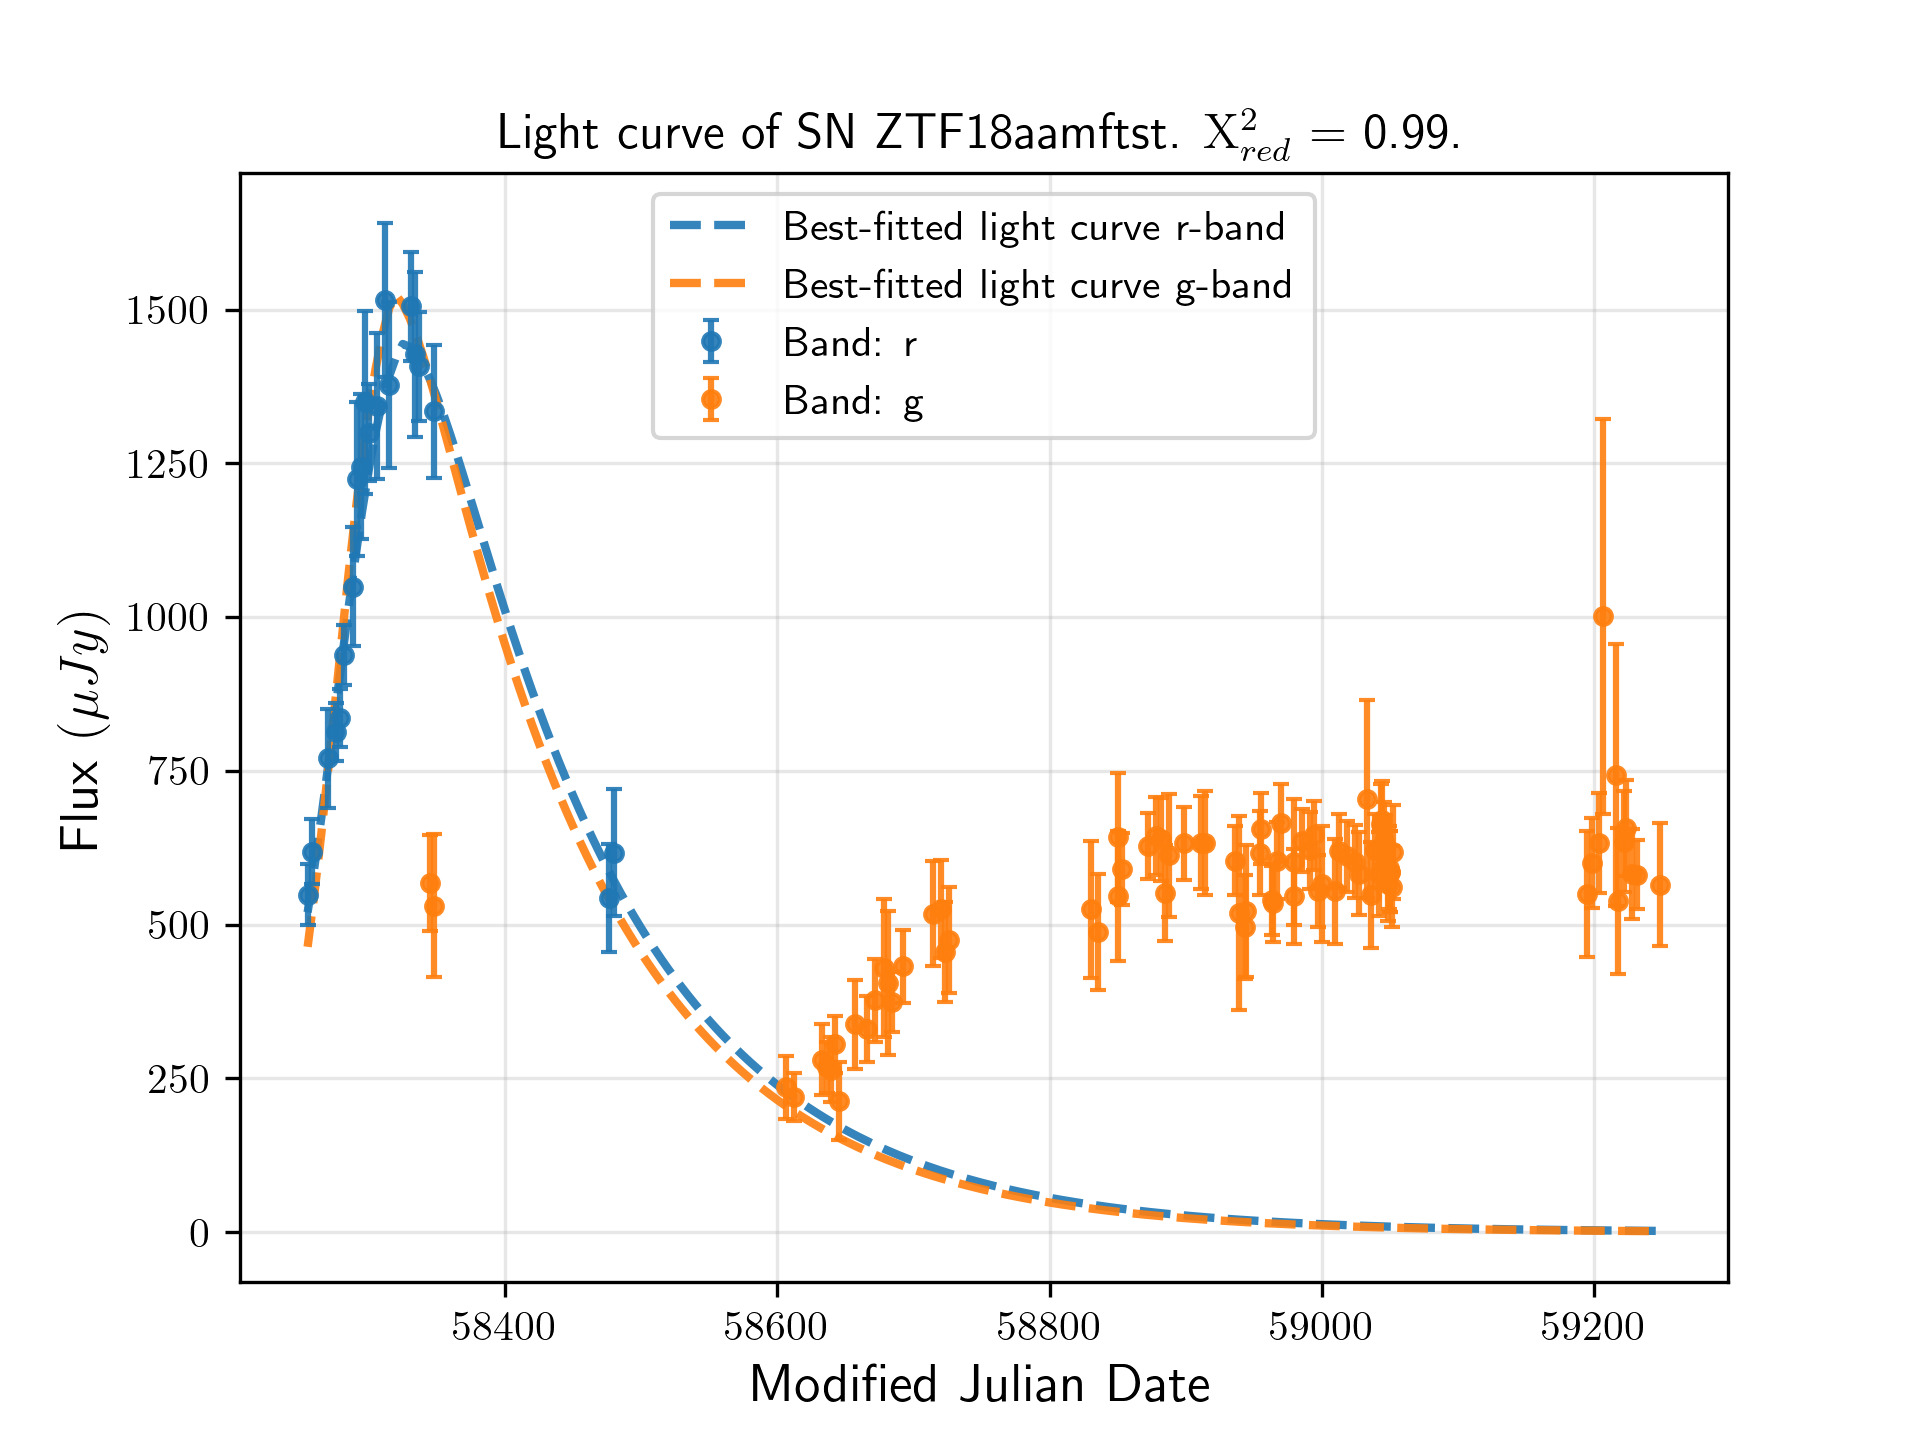 Light curve of SN ZTF18aamftst. X²_red = 0.99.
Best-fitted light curve r-band
Best-fitted light curve g-band
Band: r
Band: g
Flux (μJy)
1500
1250
1000
750
500
250
0
58400 58600 58800 59000 59200
Modified Julian Date